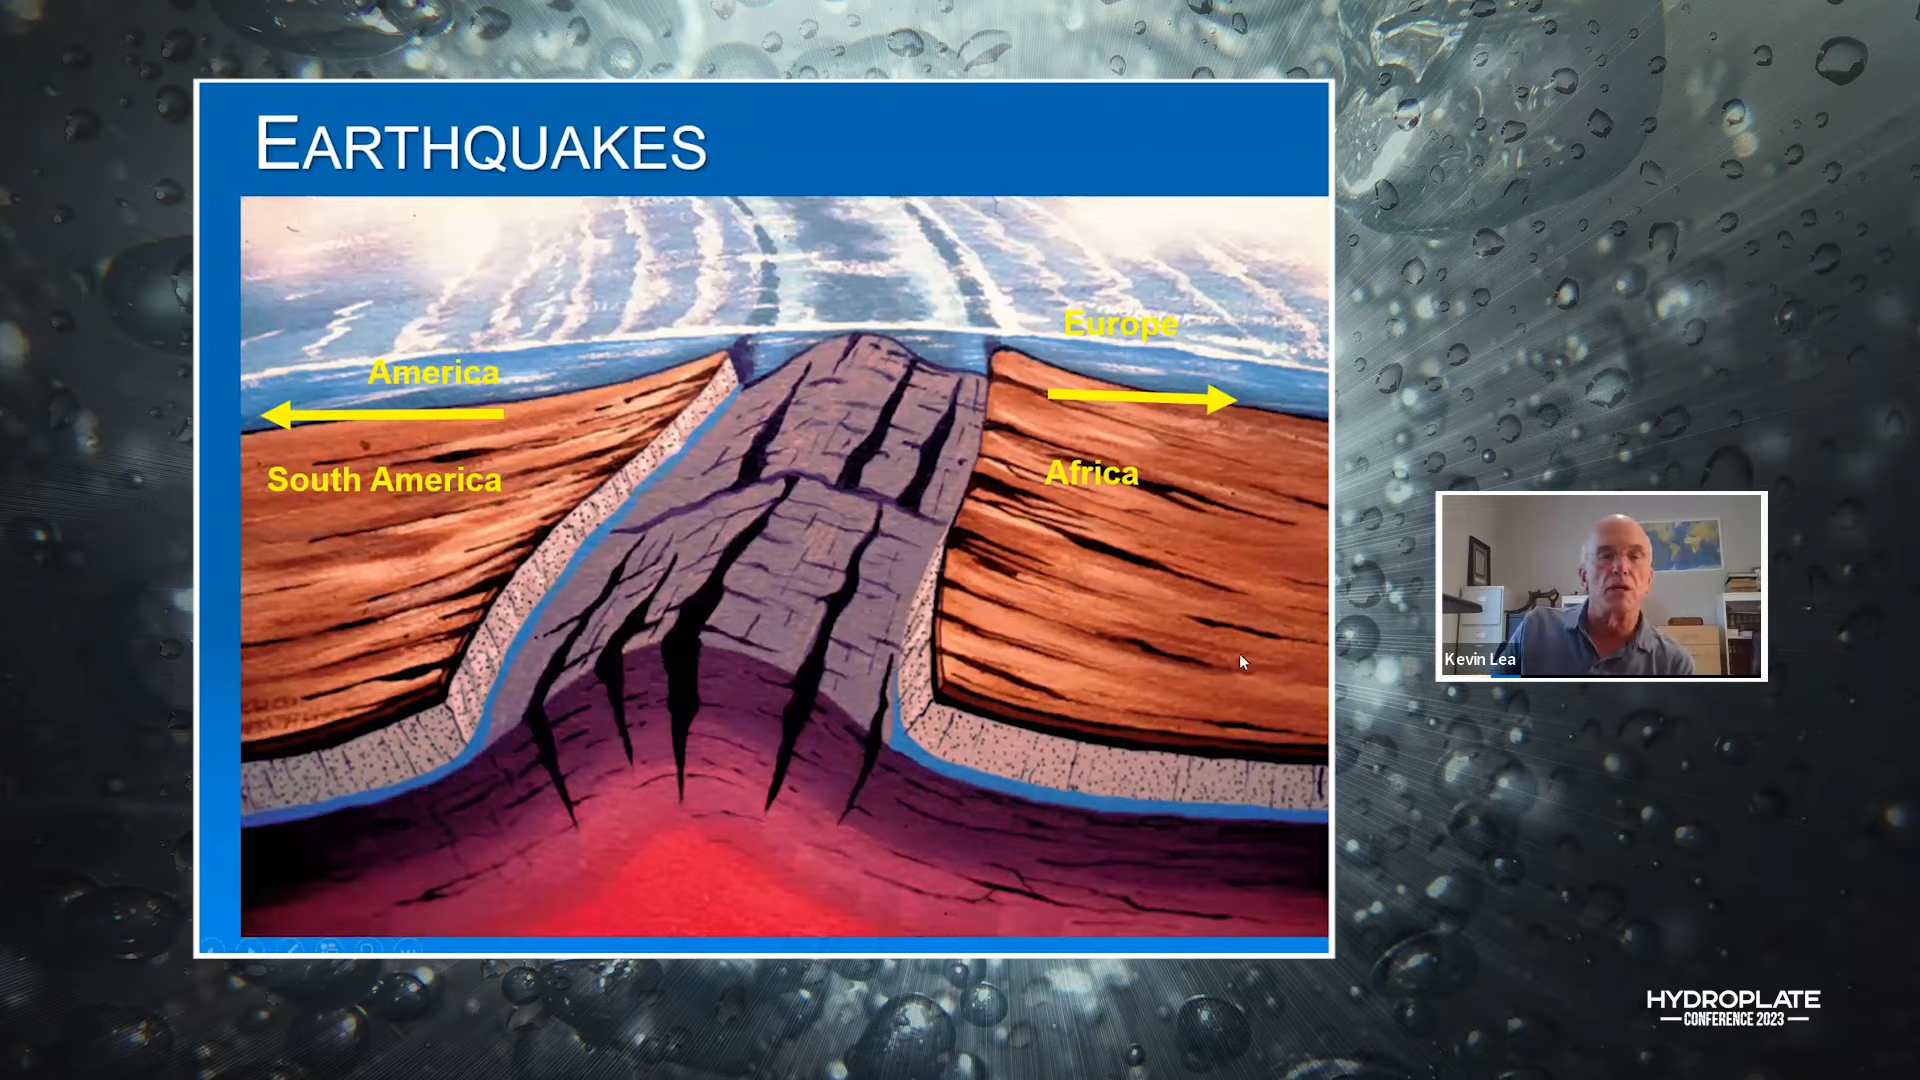 EARTHQUAKES
Europe
America
South America
Africa
Kevin Lea
HYDROPLATE
CONFERENCE 2023